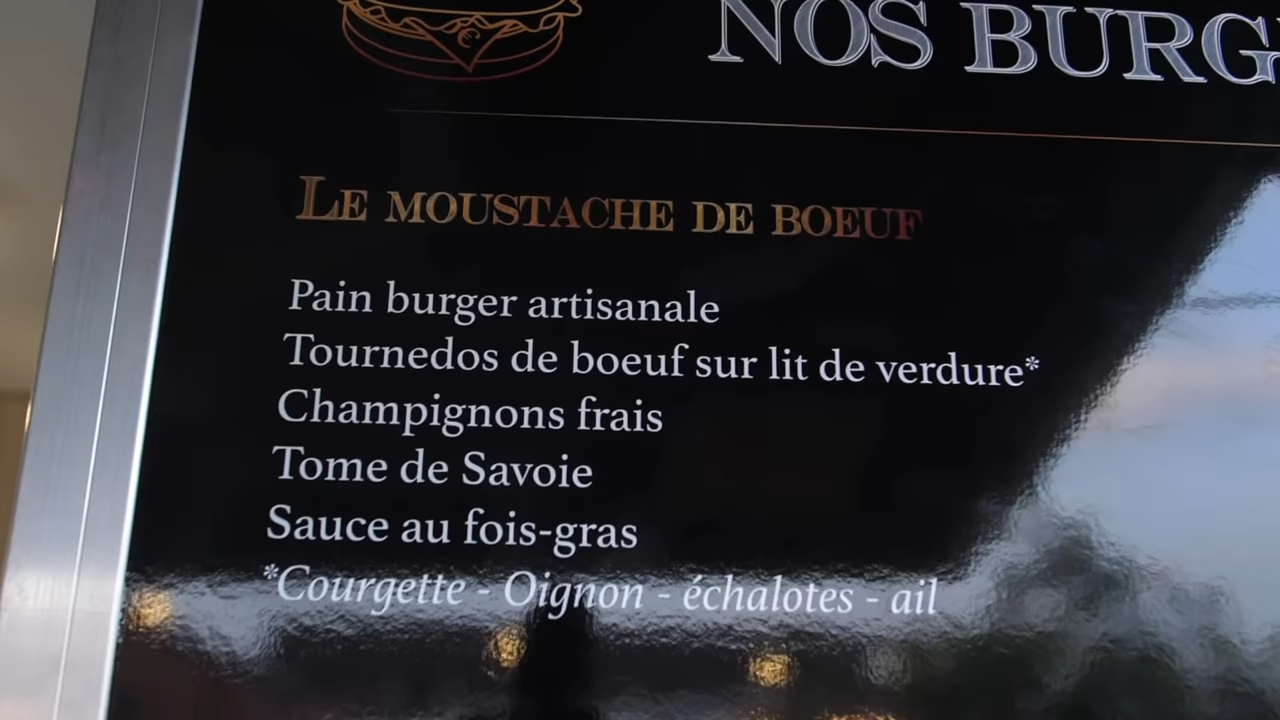 NOS BURG
LE MOUSTACHE DE BOEUF
Pain burger artisanale
Tournedos de boeuf sur lit de verdure*
Champignons frais
Tome de Savoie
Sauce au fois-gras
*Courgette - Oignon - échalotes - ail